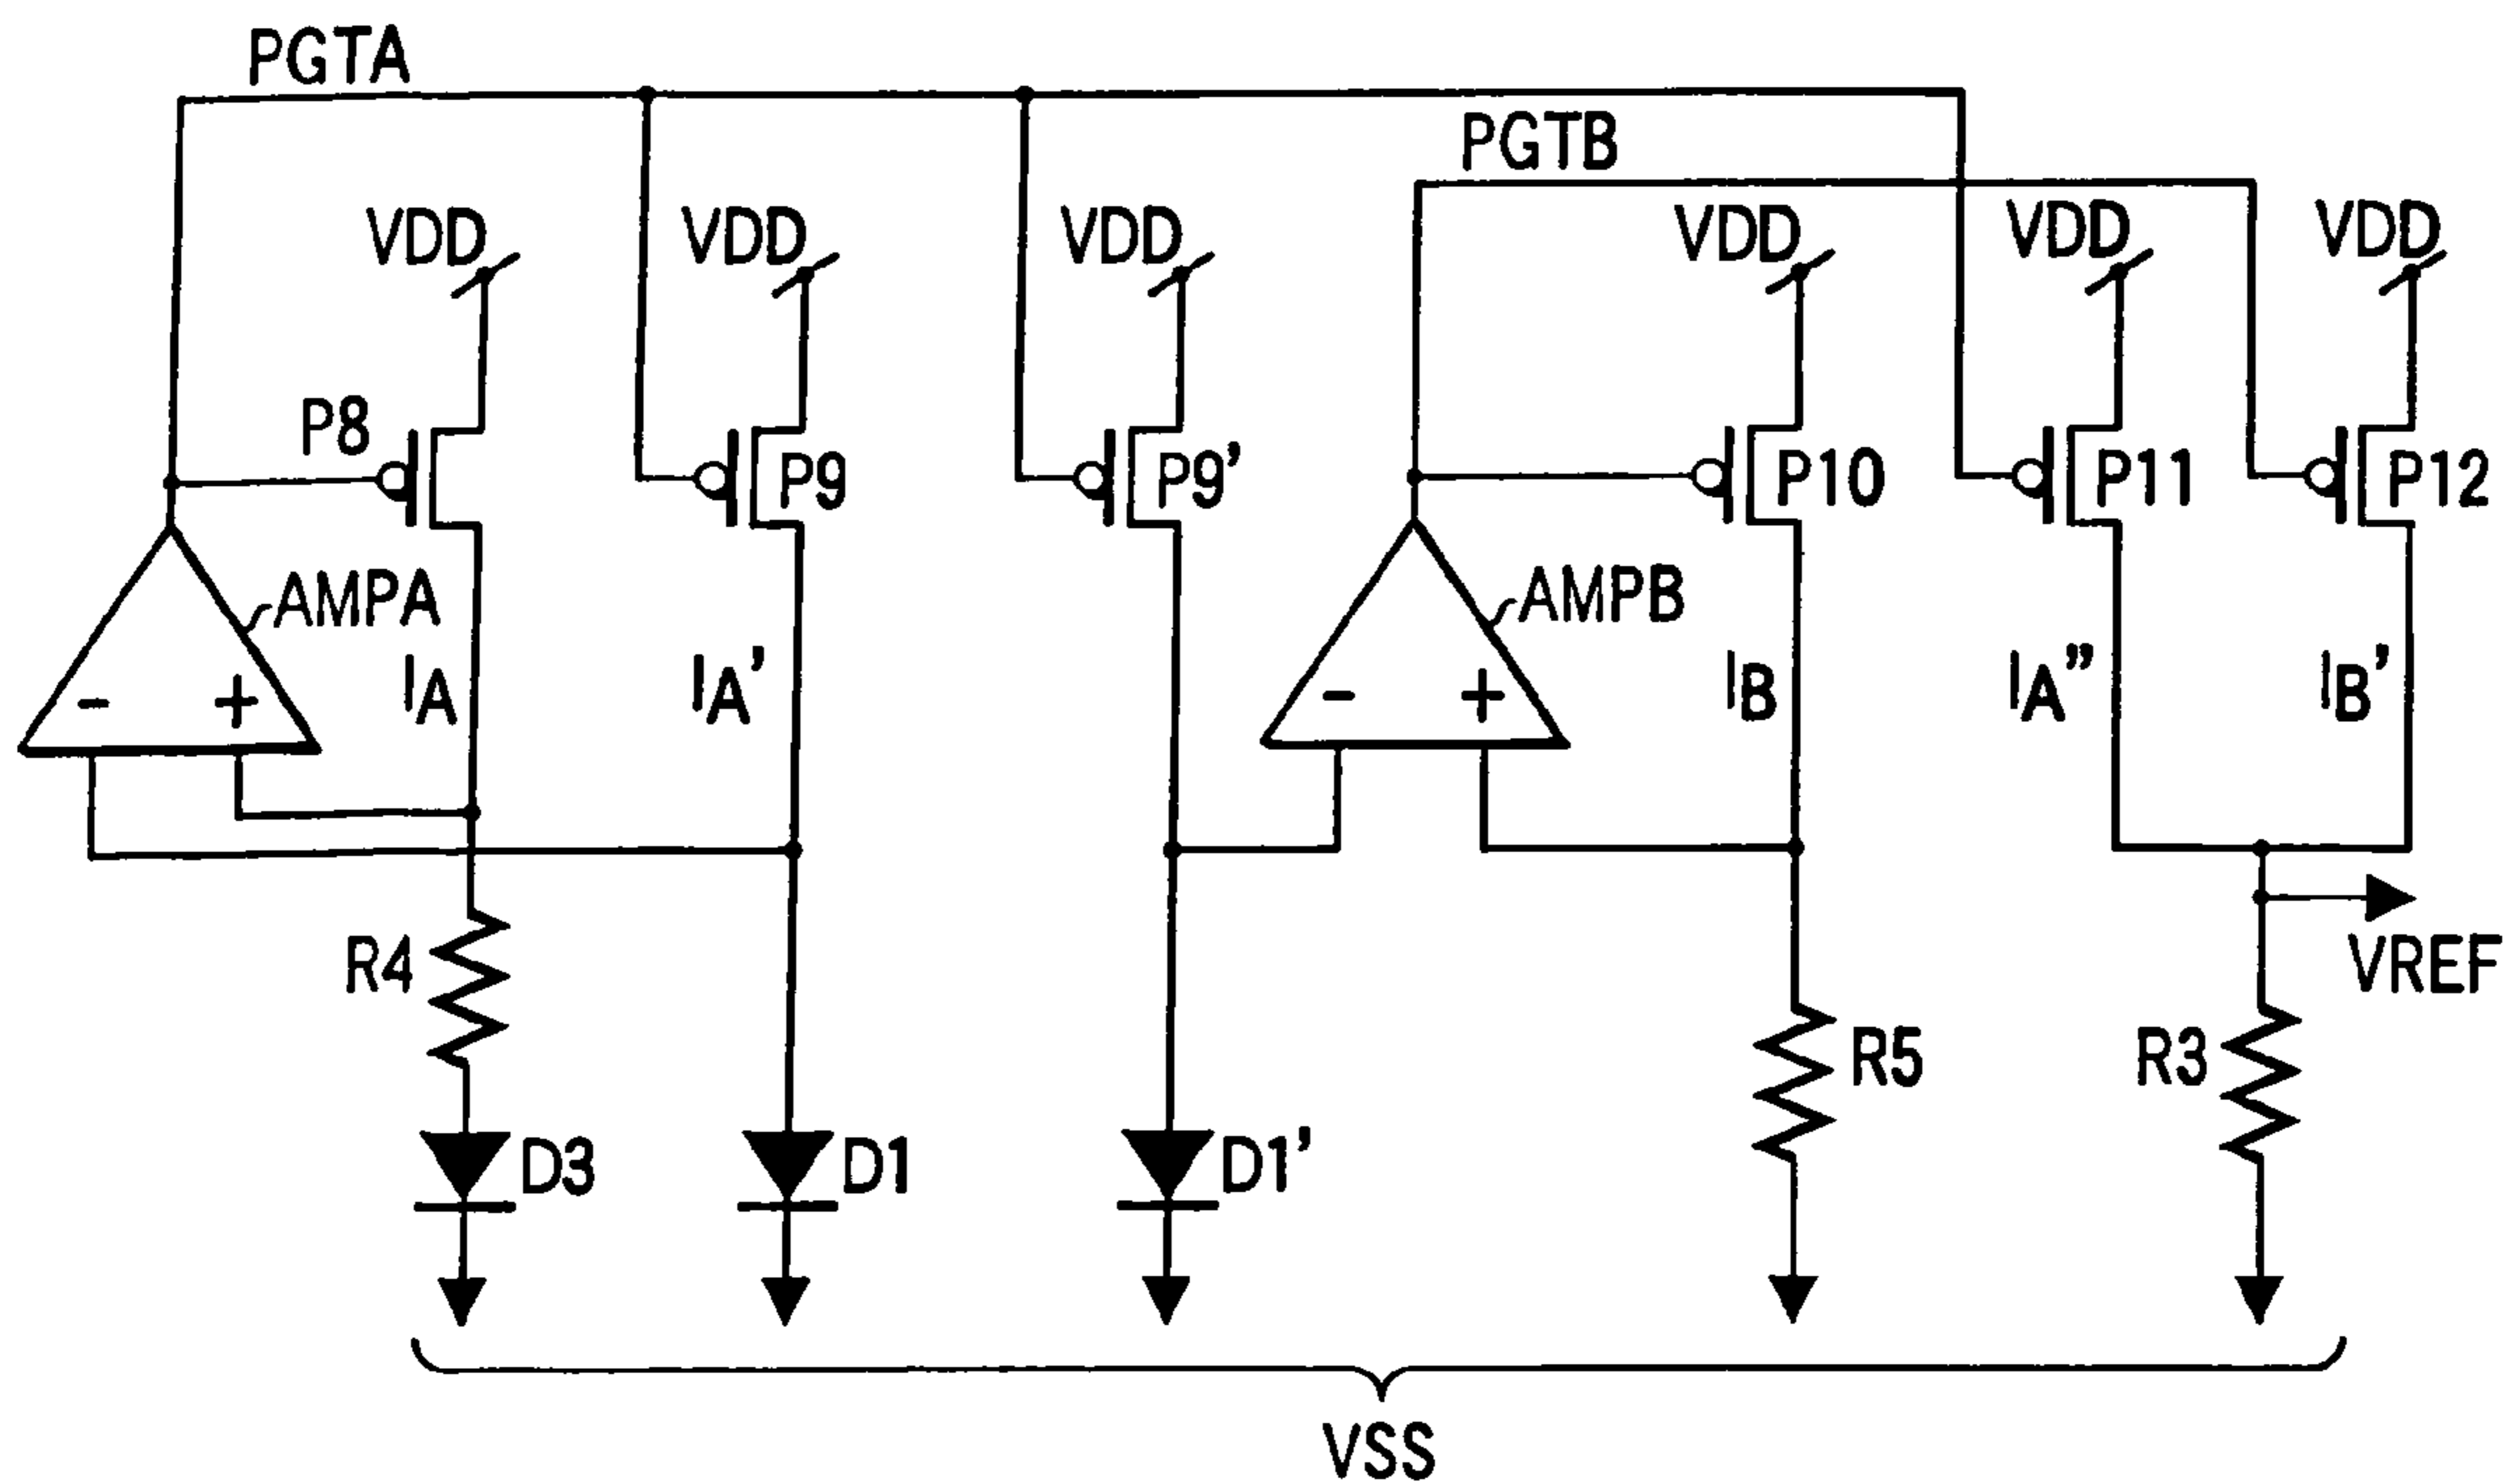 PGTA
PGTB
VDD VDD VDD VDD VDD VDD
P8 P9 P9' P10 P11 P12
AMPA AMPB
- + - +
IA IA' IB IA" IB'
R4 VREF
R5 R3
D3 D1 D1'
VSS